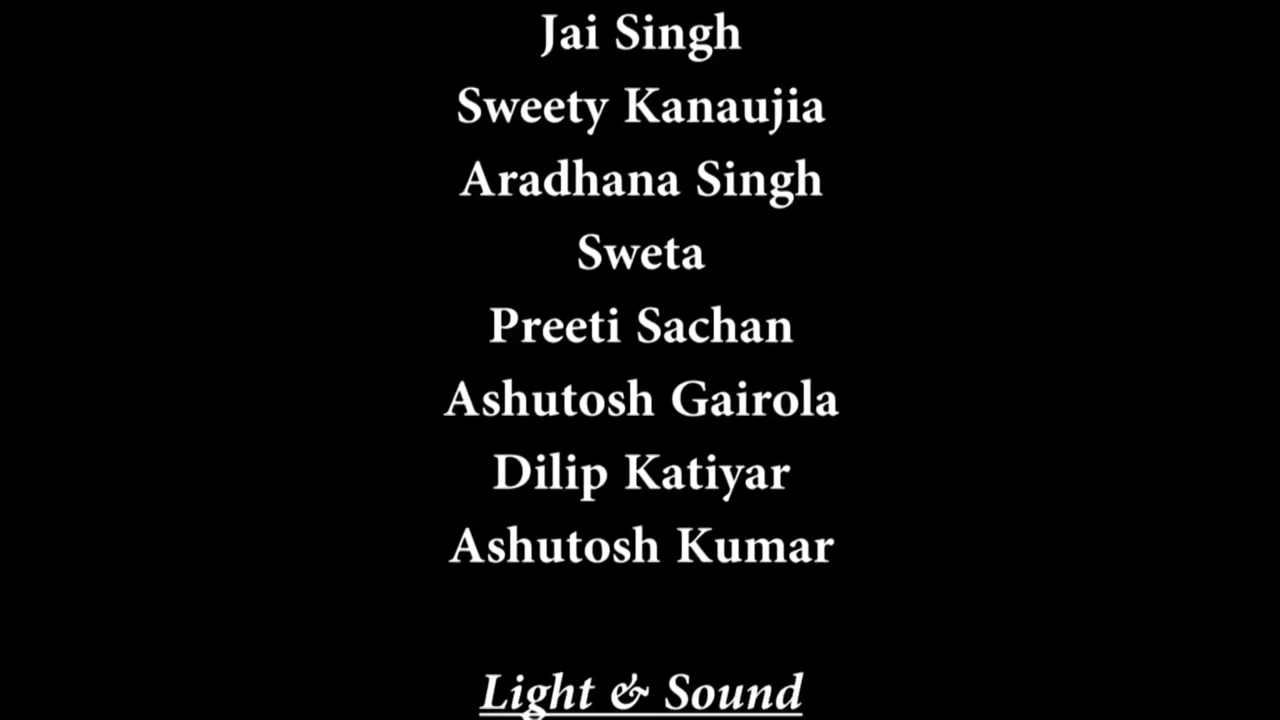 Jai Singh
Sweety Kanaujia
Aradhana Singh
Sweta
Preeti Sachan
Ashutosh Gairola
Dilip Katiyar
Ashutosh Kumar
Light & Sound